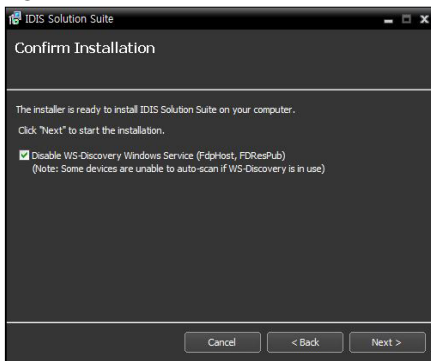 IDIS Solution Suite
Confirm Installation
The installer is ready to install IDIS Solution Suite on your computer.
Click "Next" to start the installation.
Disable WS-Discovery Windows Service (FdpHost, FDResPub)
(Note: Some devices are unable to auto-scan if WS-Discovery is in use)
Cancel
< Back
Next >